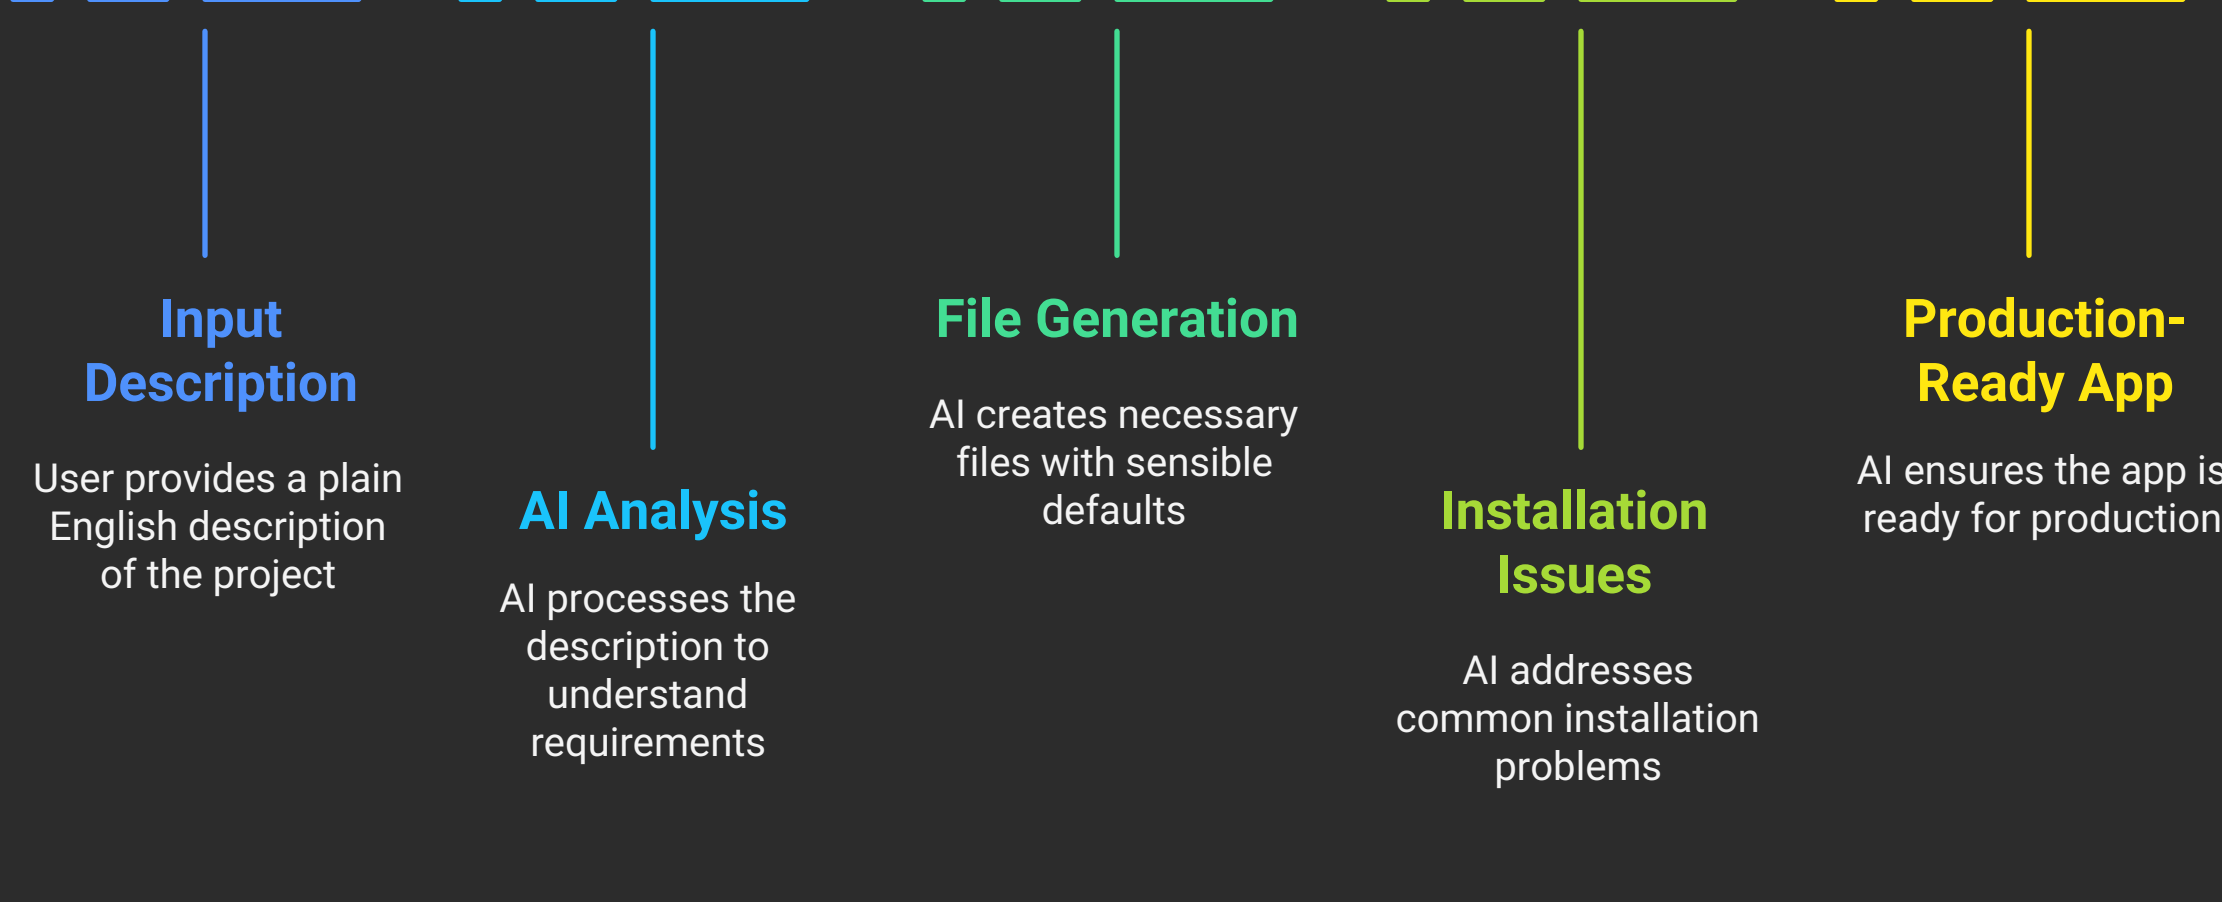 Input
Description
User provides a plain
English description
of the project
AI Analysis
AI processes the
description to
understand
requirements
File Generation
AI creates necessary
files with sensible
defaults
Installation
Issues
AI addresses
common installation
problems
Production-
Ready App
AI ensures the app is
ready for production